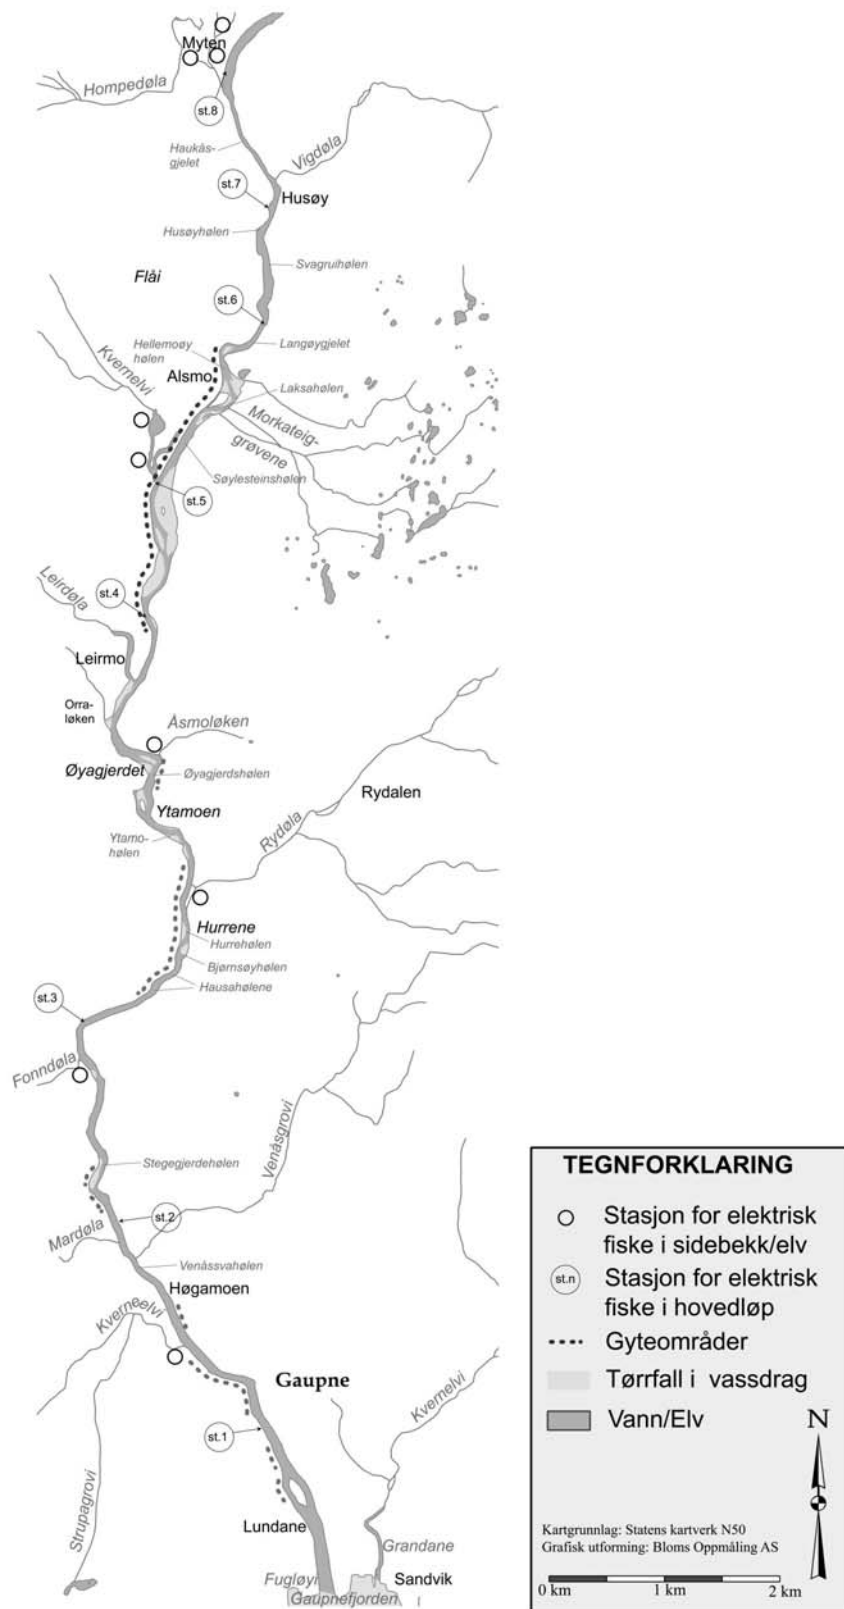 Myten
Hompedøla
st.8
Haukås-
gjelet
Vigdøla
st.7
Husøy
Husøyhølen
Svagruihølen
Flåi
st.6
Hellemoøy
hølen
Langøygjelet
Kvernelvi
Alsmo
Laksahølen
Morkateig-
grøvene
Søylesteinshølen
st.5
Leirdøla
st.4
Leirmo
Orra-
løken
Åsmoløken
Øyagjerdet
Øyagjerdshølen
Rydalen
Ytamoen
Ytamo-
hølen
Rydøla
Hurrene
Hurrehølen
Bjørnsøyhølen
Hausahølene
st.3
Fonndøla
Stegegjerdehølen
Venåsgrovi
st.2
Mardøla
Venåssvahølen
Høgamoen
Kverneelvi
Gaupne
Kvernelvi
st.1
Strupagrovi
Lundane
Grandane
Fugløyi
Sandvik
Gaupnefjorden
TEGNFORKLARING
Stasjon for elektrisk
fiske i sidebekk/elv
st.n
Stasjon for elektrisk
fiske i hovedløp
Gyteområder
Tørrfall i vassdrag
Vann/Elv
N
Kartgrunnlag: Statens kartverk N50
Grafisk utforming: Bloms Oppmåling AS
0 km 1 km 2 km